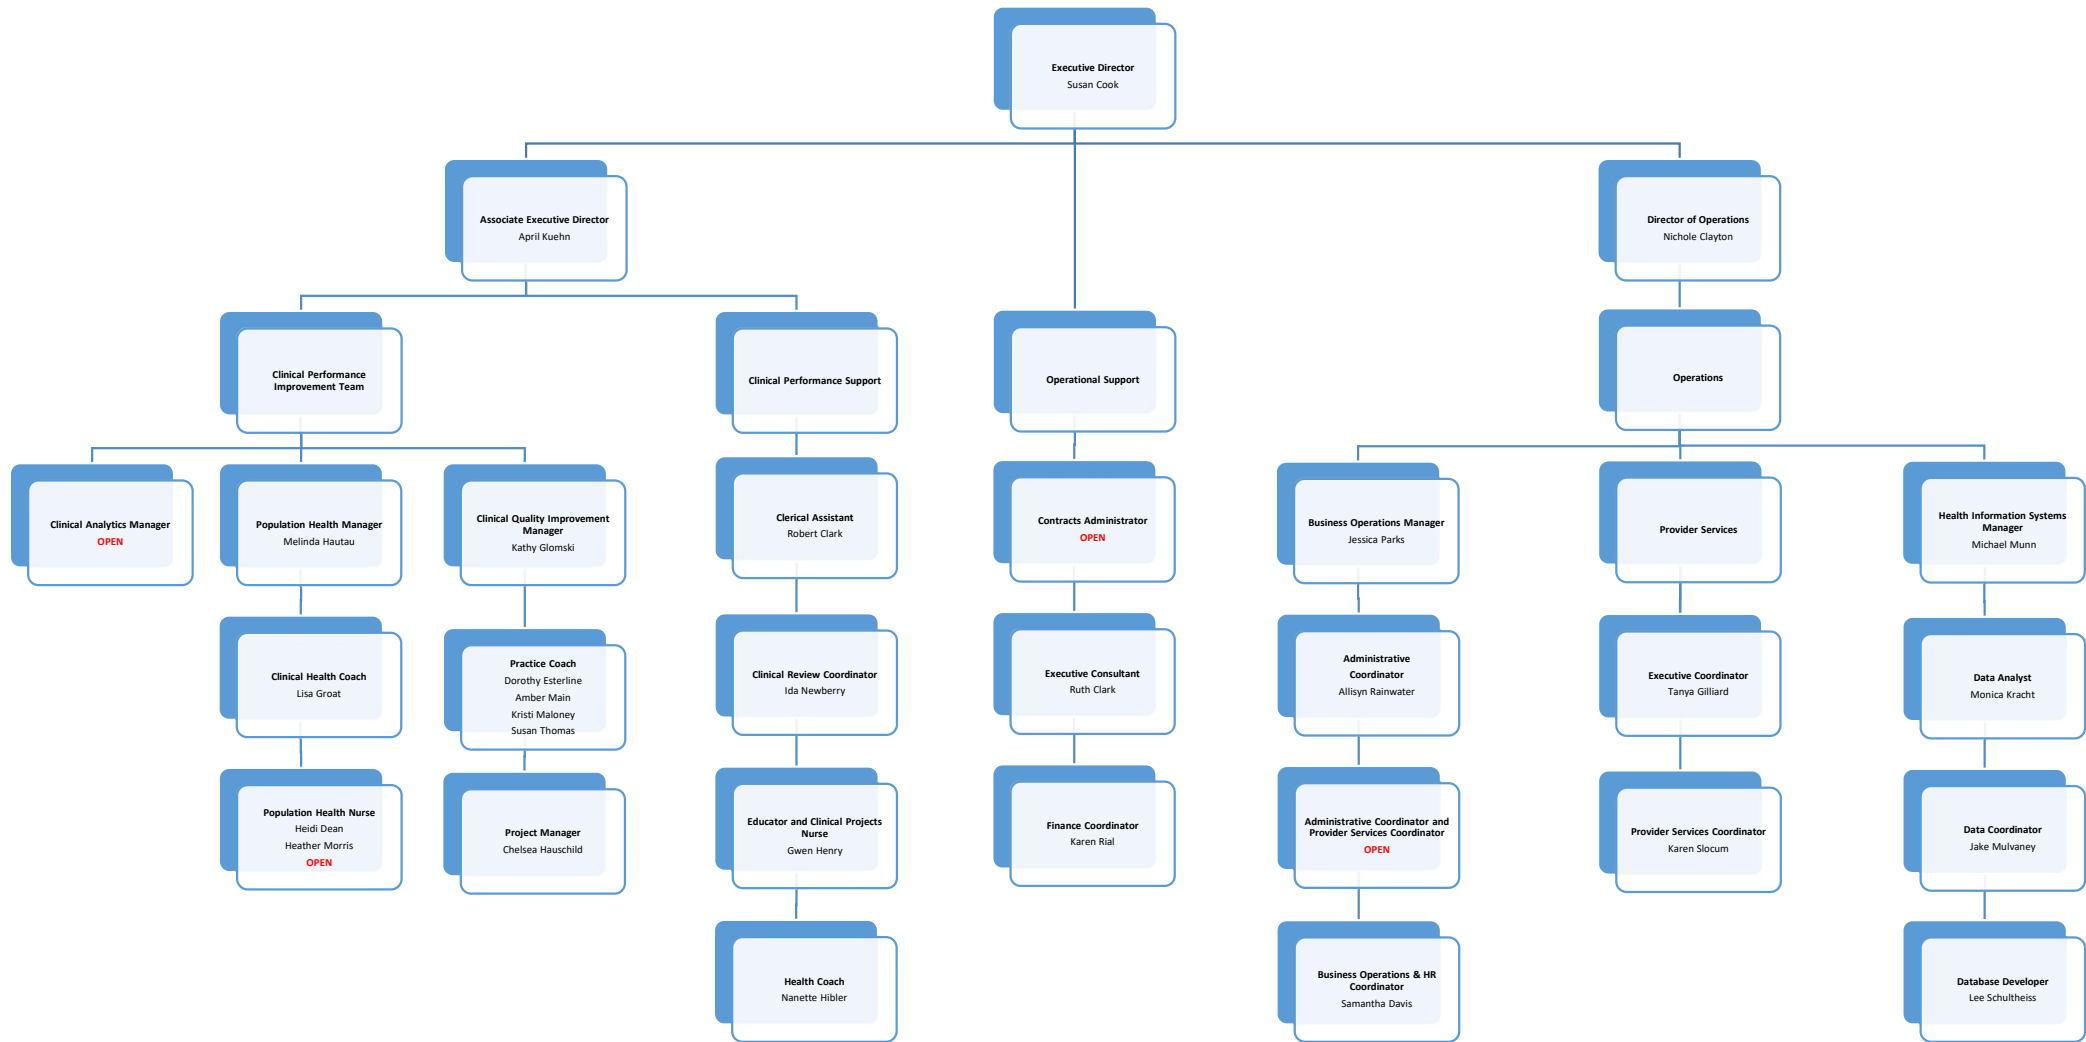 Executive Director
Susan Cook
Associate Executive Director
April Kuehn
Director of Operations
Nichole Clayton
Clinical Performance
Improvement Team
Clinical Performance Support
Operational Support
Operations
Clinical Analytics Manager
OPEN
Population Health Manager
Melinda Hautau
Clinical Quality Improvement
Manager
Kathy Glomski
Clerical Assistant
Robert Clark
Contracts Administrator
OPEN
Business Operations Manager
Jessica Parks
Provider Services
Health Information Systems
Manager
Michael Munn
Clinical Health Coach
Lisa Groat
Practice Coach
Dorothy Esterline
Amber Main
Kristi Maloney
Susan Thomas
Clinical Review Coordinator
Ida Newberry
Executive Consultant
Ruth Clark
Administrative
Coordinator
Allisyn Rainwater
Executive Coordinator
Tanya Gilliard
Data Analyst
Monica Kracht
Population Health Nurse
Heidi Dean
Heather Morris
OPEN
Project Manager
Chelsea Hauschild
Educator and Clinical Projects
Nurse
Gwen Henry
Finance Coordinator
Karen Rial
Administrative Coordinator and
Provider Services Coordinator
OPEN
Provider Services Coordinator
Karen Slocum
Data Coordinator
Jake Mulvaney
Health Coach
Nanette Hibler
Business Operations & HR
Coordinator
Samantha Davis
Database Developer
Lee Schultheiss